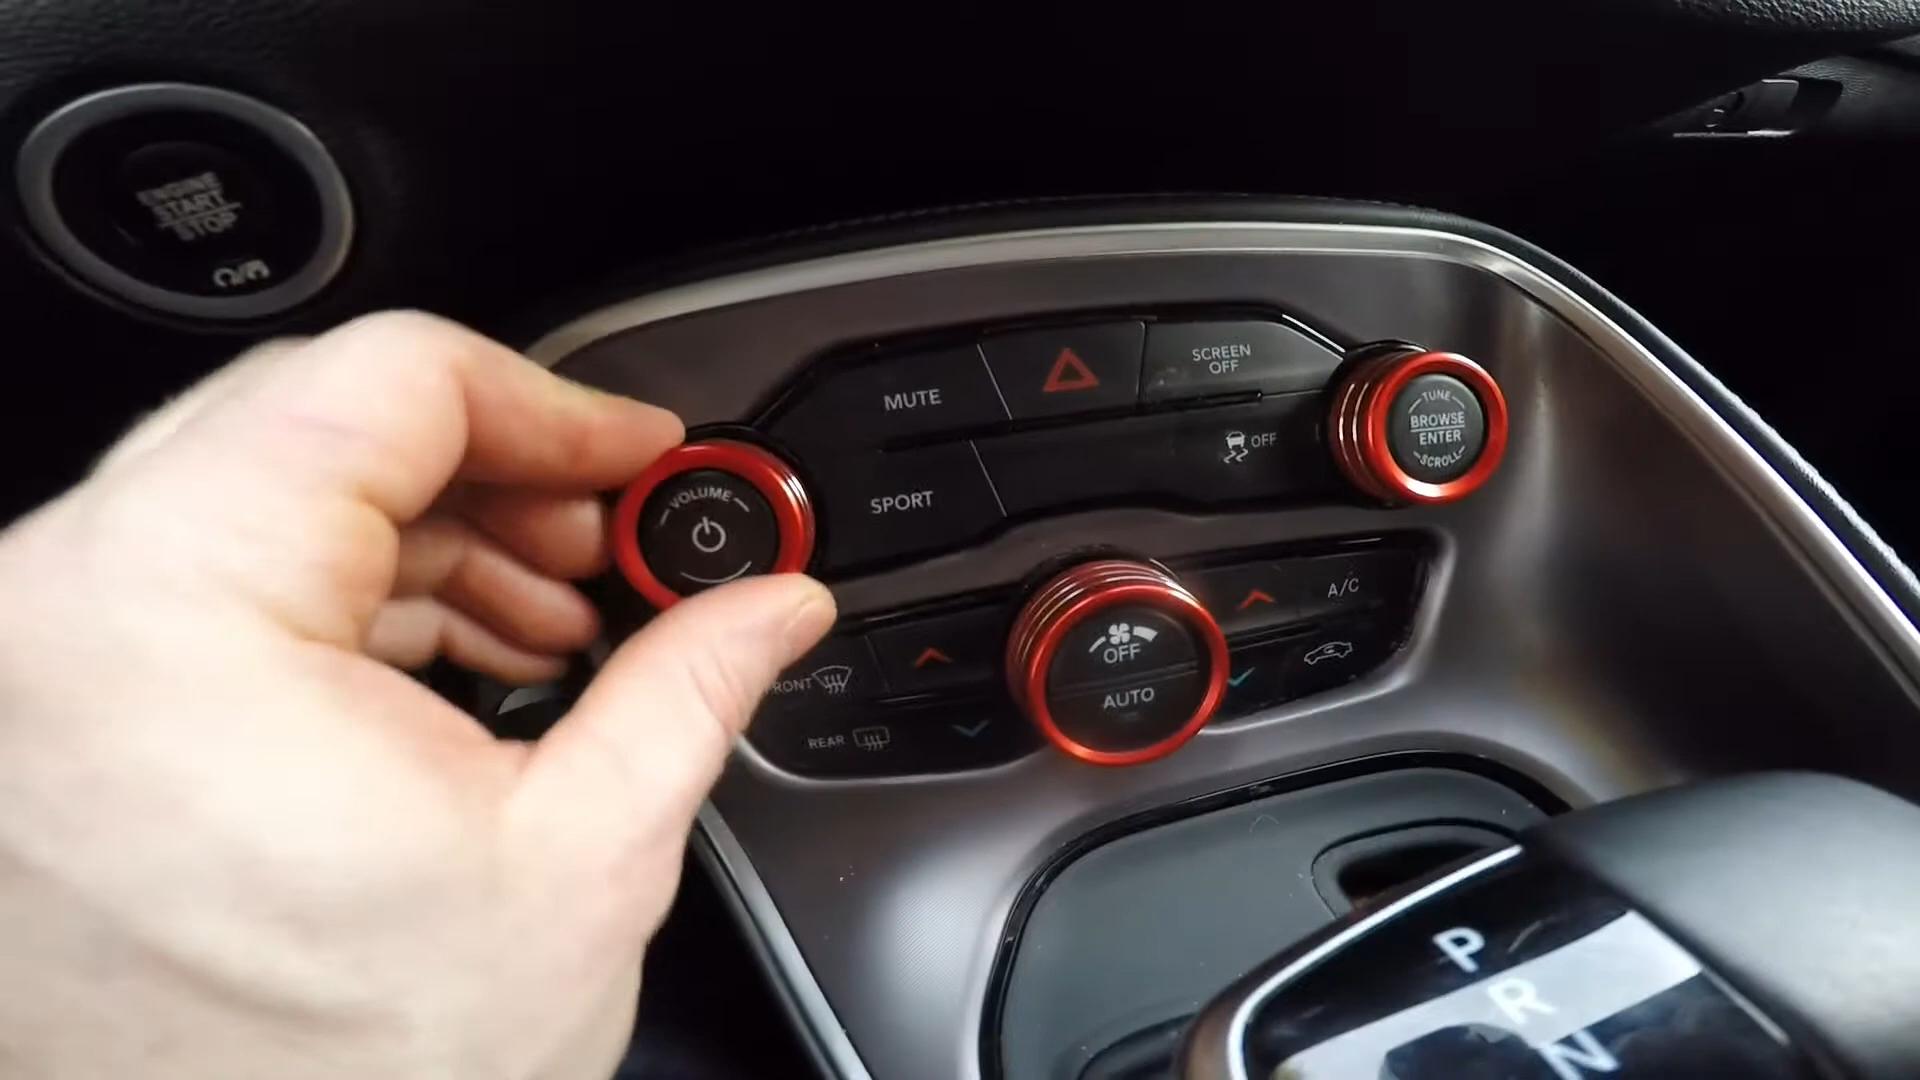 ENGINE
START
STOP
MUTE
SCREEN
OFF
TUNE
BROWSE
ENTER
SCROLL
OFF
VOLUME
SPORT
A/C
OFF
AUTO
FRONT
REAR
P
R
N